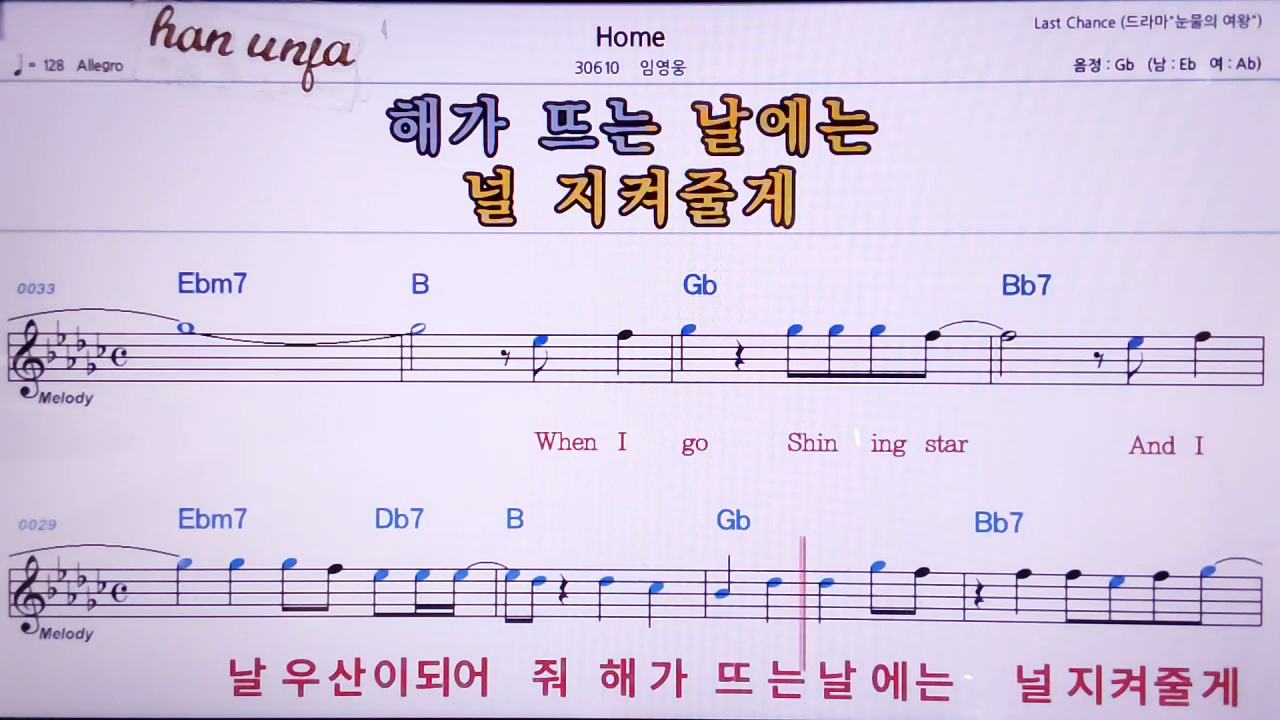 han unja
Home
Last Chance (드라마"눈물의 여왕")
♩= 128 Allegro
30610 임영웅
음정 : Gb (남 : Eb 여 : Ab)
해가 뜨는 날에는
널 지켜줄게
0033 Ebm7 B Gb Bb7
Melody
When I go Shin ing star And I
0029 Ebm7 Db7 B Gb Bb7
Melody
날 우산이되어 줘 해 가 뜨 는 날 에는 널 지켜줄게